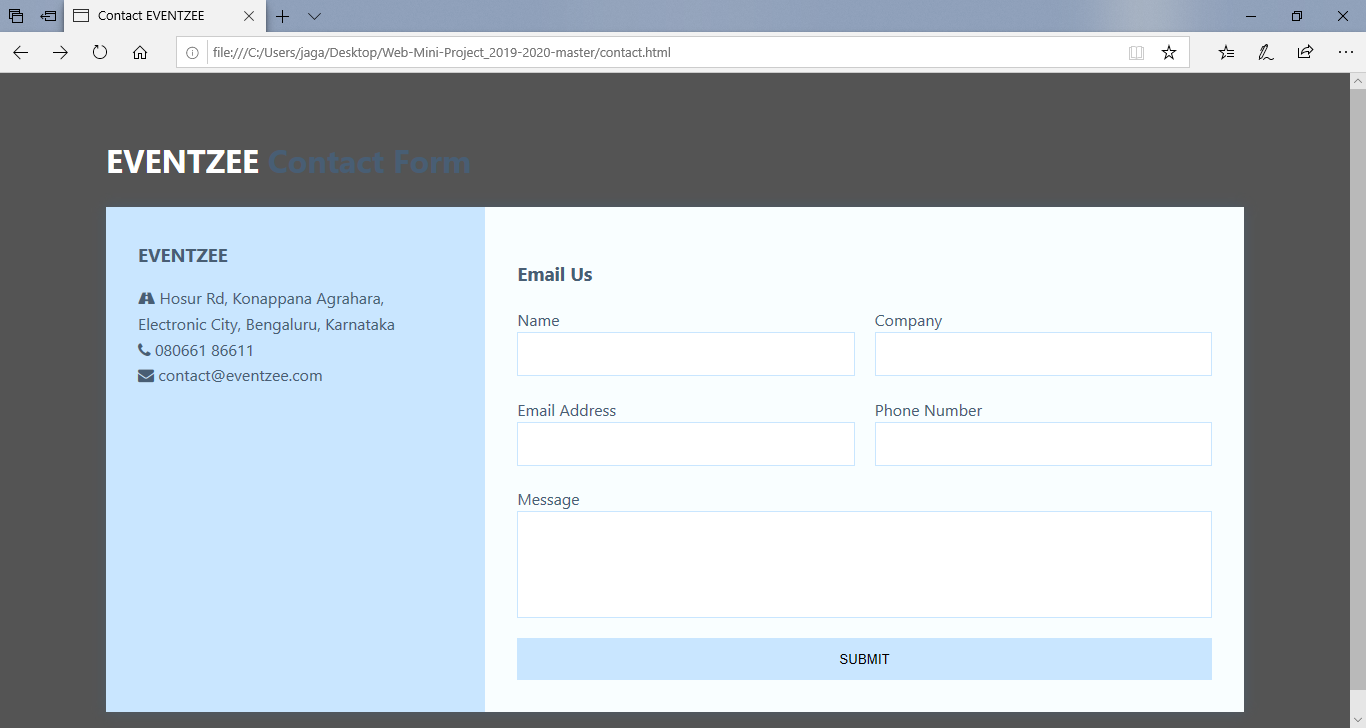 Contact EVENTZEE
file:///C:/Users/jaga/Desktop/Web-Mini-Project_2019-2020-master/contact.html
EVENTZEE Contact Form
EVENTZEE
Hosur Rd, Konappana Agrahara,
Electronic City, Bengaluru, Karnataka
080661 86611
contact@eventzee.com
Email Us
Name Company
Email Address Phone Number
Message
SUBMIT